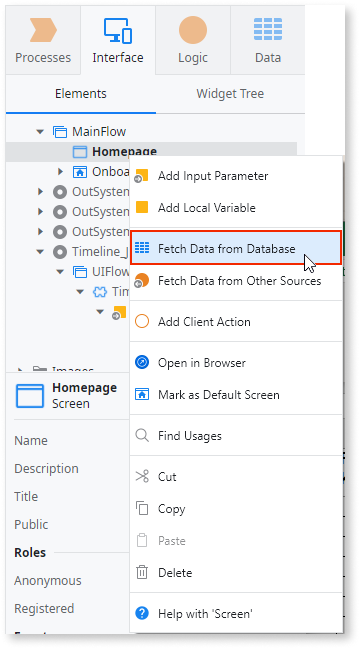 Processes
Interface
Logic
Data
Elements
Widget Tree
MainFlow
Homepage
Onboa
OutSystem
OutSystem
OutSystem
Timeline_
UIFlow
Tim
Images
Add Input Parameter
Add Local Variable
Fetch Data from Database
Fetch Data from Other Sources
Add Client Action
Open in Browser
Mark as Default Screen
Find Usages
Cut
Copy
Paste
Delete
Help with 'Screen'
Homepage
Screen
Name
Description
Title
Public
Roles
Anonymous
Registered